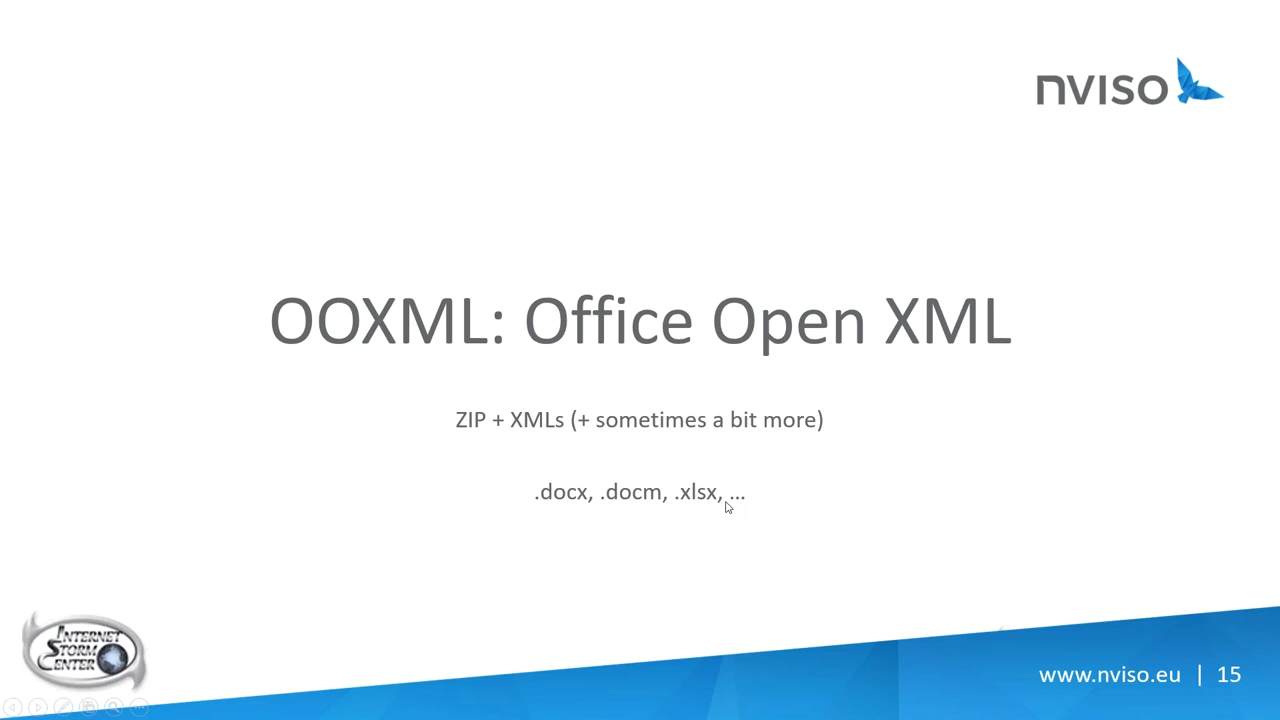 nviso
OOXML: Office Open XML
ZIP + XMLs (+ sometimes a bit more)
.docx, .docm, .xlsx, ...
INTERNET
STORM
CENTER
www.nviso.eu | 15